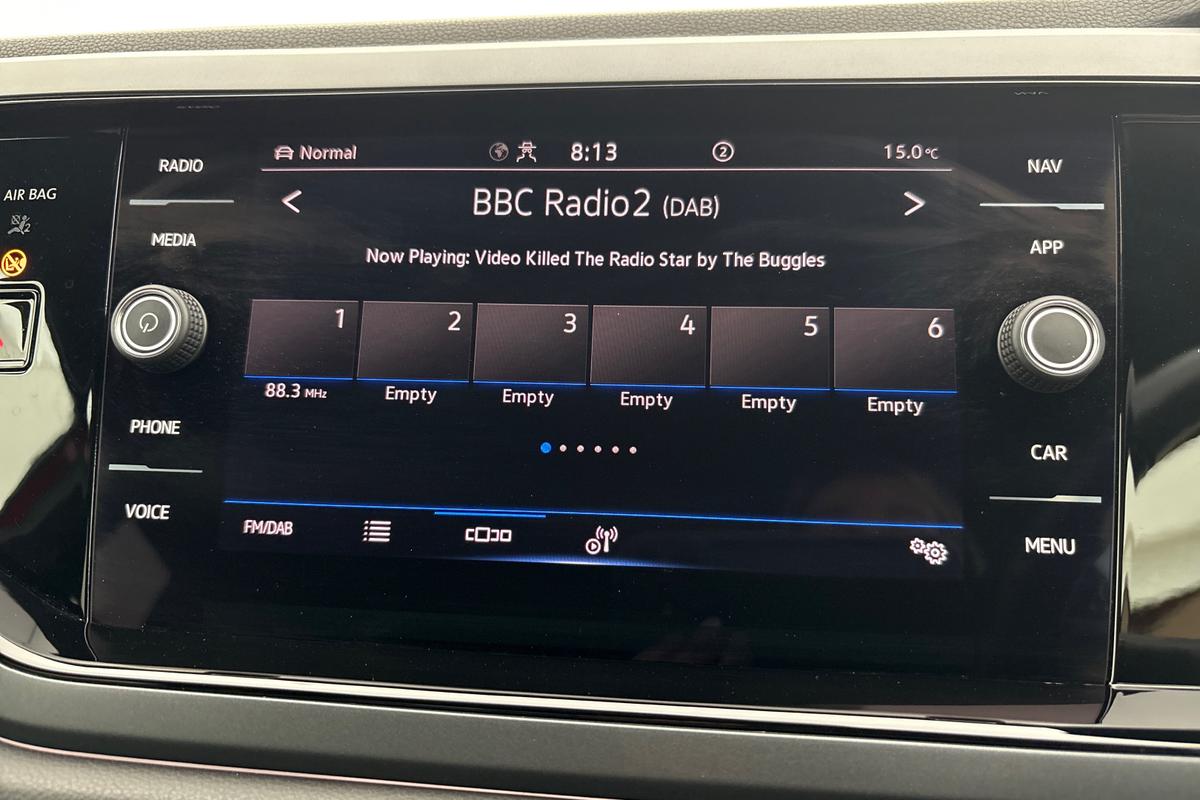 Normal 8:13 2 15.0°C
RADIO
NAV
AIR BAG
2
< BBC Radio2 (DAB) >
MEDIA
APP
Now Playing: Video Killed The Radio Star by The Buggles
1 2 3 4 5 6
88.3 MHz Empty Empty Empty Empty Empty
PHONE
CAR
VOICE
FM/DAB
MENU